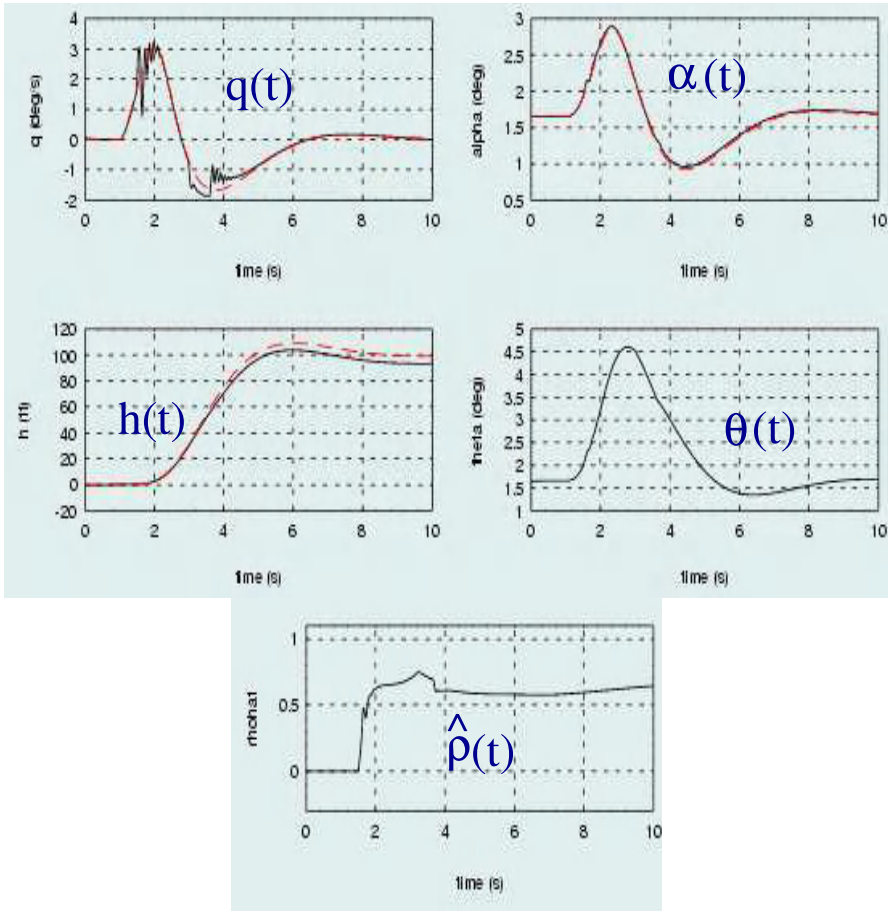 4
3
2
1
0
-1
-2
q (deg/s)
q(t)
0 2 4 6 8 10
time (s)
3
2.5
2
1.5
1
0.5
alpha (deg)
α(t)
0 2 4 6 8 10
time (s)
120
100
80
60
40
20
0
-20
h (ft)
h(t)
0 2 4 6 8 10
time (s)
5
4.5
4
3.5
3
2.5
2
1.5
1
theta (deg)
θ(t)
0 2 4 6 8 10
time (s)
1
0.5
0
rhohat
ρ̂(t)
0 2 4 6 8 10
time (s)